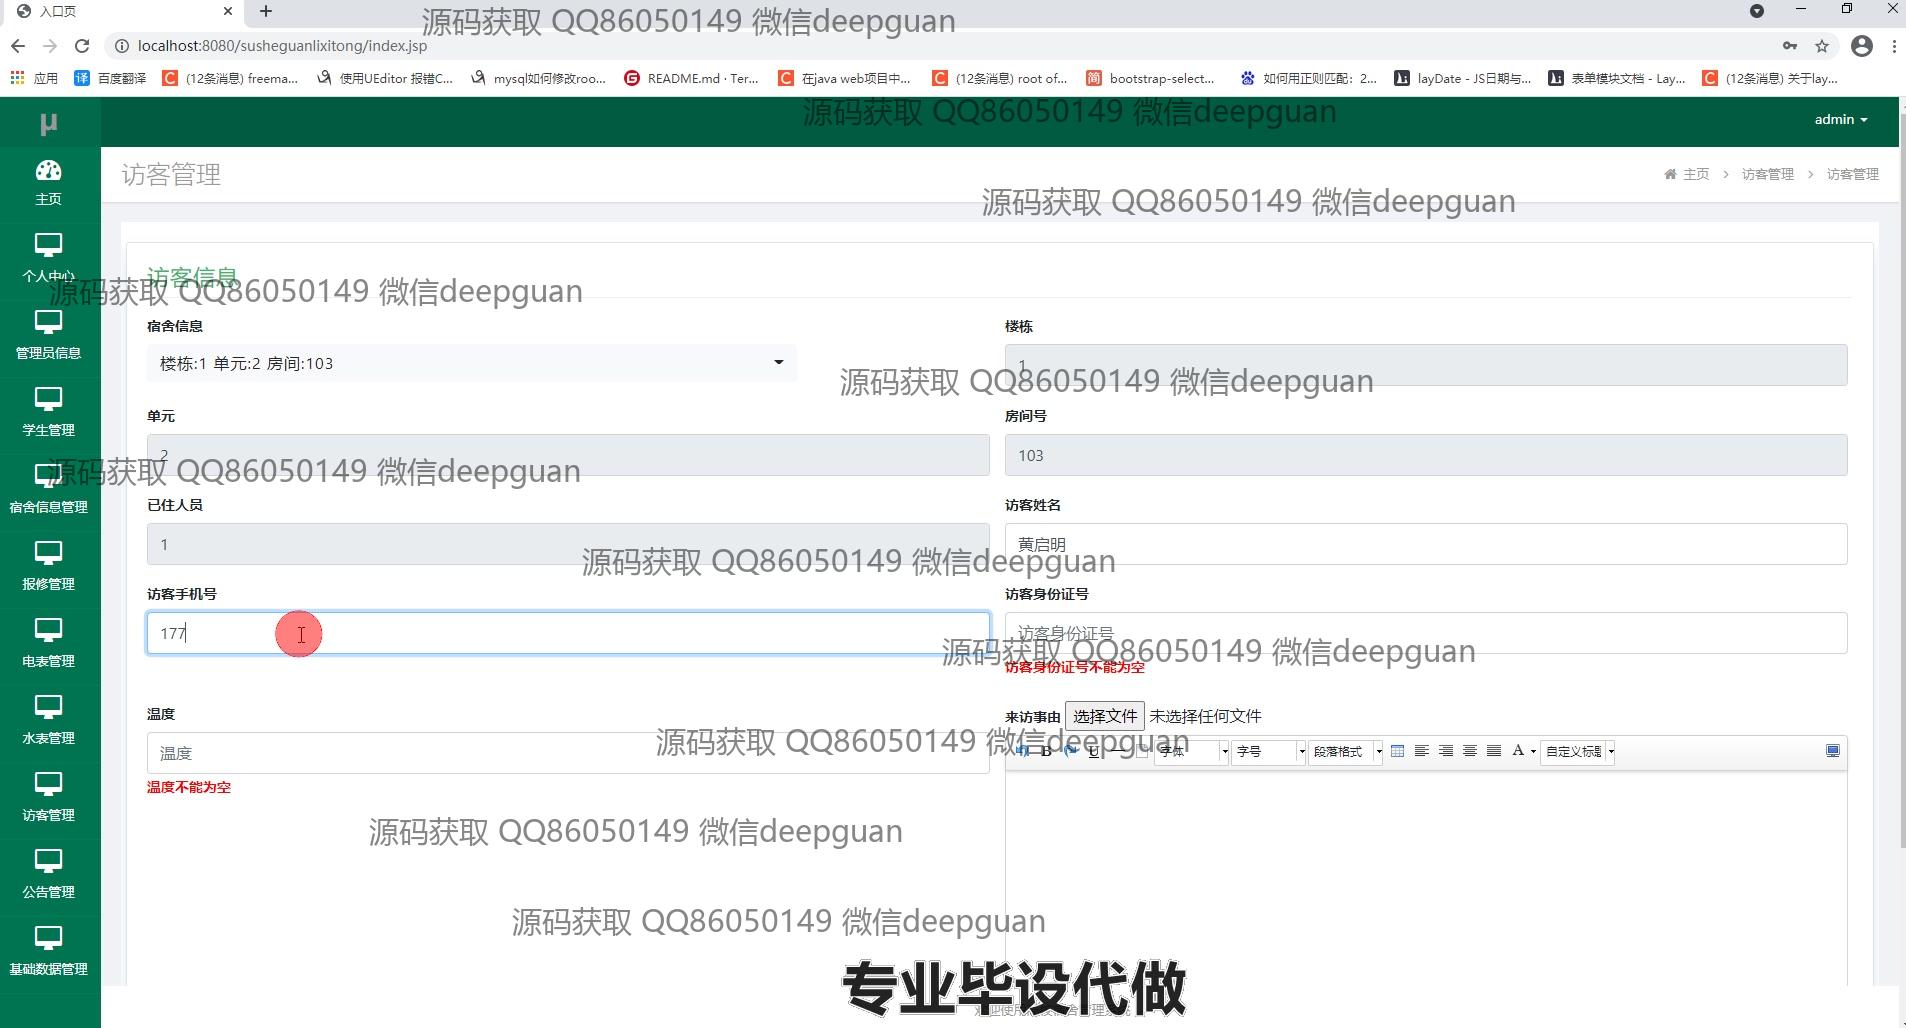 入口页
源码获取 QQ86050149 微信deepguan
localhost:8080/susheguanlixitong/index.jsp
应用 百度翻译 (12条消息) freema... 使用UEditor 报错C... mysql如何修改roo... README.md · Ter... 在java web项目中... (12条消息) root of... bootstrap-select... 如何用正则匹配：2... layDate - JS日期与... 表单模块文档 - Lay... (12条消息) 关于lay...
源码获取 QQ86050149 微信deepguan
μ
admin
主页
访客管理
主页 > 访客管理 > 访客管理
源码获取 QQ86050149 微信deepguan
个人中心
访客信息
源码获取 QQ86050149 微信deepguan
宿舍信息
楼栋
管理员信息
楼栋:1 单元:2 房间:103
1
源码获取 QQ86050149 微信deepguan
单元
房间号
学生管理
2
103
源码获取 QQ86050149 微信deepguan
已住人员
访客姓名
宿舍信息管理
1
黄启明
源码获取 QQ86050149 微信deepguan
报修管理
访客手机号
访客身份证号
177
访客身份证号
源码获取 QQ86050149 微信deepguan
访客身份证号不能为空
电表管理
温度
来访事由 选择文件 未选择任何文件
水表管理
温度
源码获取 QQ86050149 微信deepguan
B U 字体 字号 段落格式 A 自定义标题
温度不能为空
访客管理
源码获取 QQ86050149 微信deepguan
公告管理
源码获取 QQ86050149 微信deepguan
基础数据管理
专业毕设代做